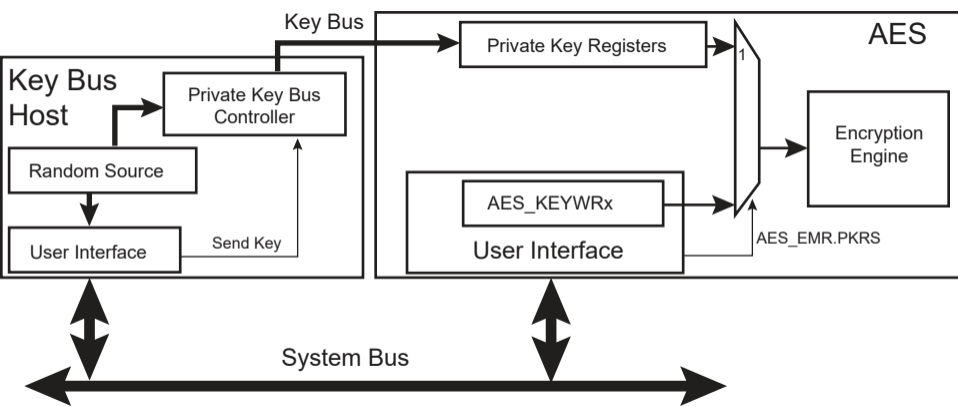 Key Bus
AES
Private Key Registers
1
Key Bus
Host
Private Key Bus
Controller
Encryption
Engine
Random Source
AES_KEYWRx
User Interface
Send Key
User Interface
AES_EMR.PKRS
System Bus